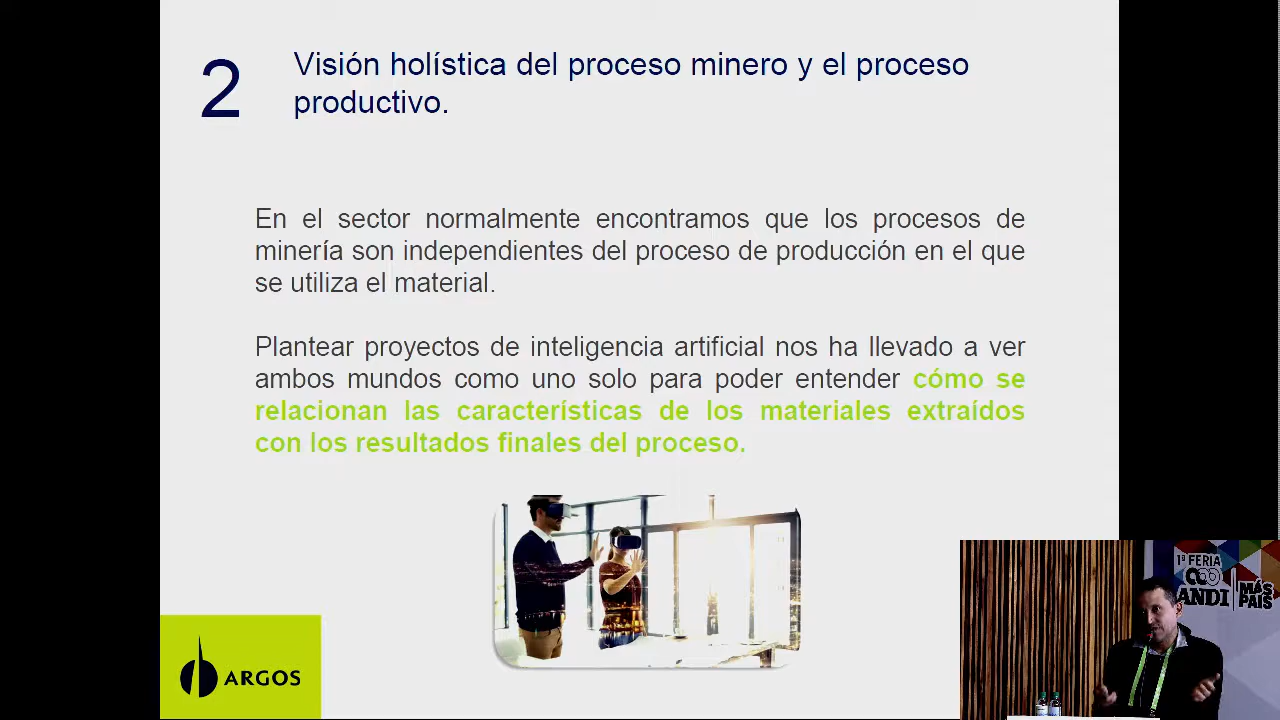 2
Visión holística del proceso minero y el proceso
productivo.
En el sector normalmente encontramos que los procesos de
minería son independientes del proceso de producción en el que
se utiliza el material.
Plantear proyectos de inteligencia artificial nos ha llevado a ver
ambos mundos como uno solo para poder entender cómo se
relacionan las características de los materiales extraídos
con los resultados finales del proceso.
ARGOS
1ª FERIA
ANDI
MÁS
PAÍS